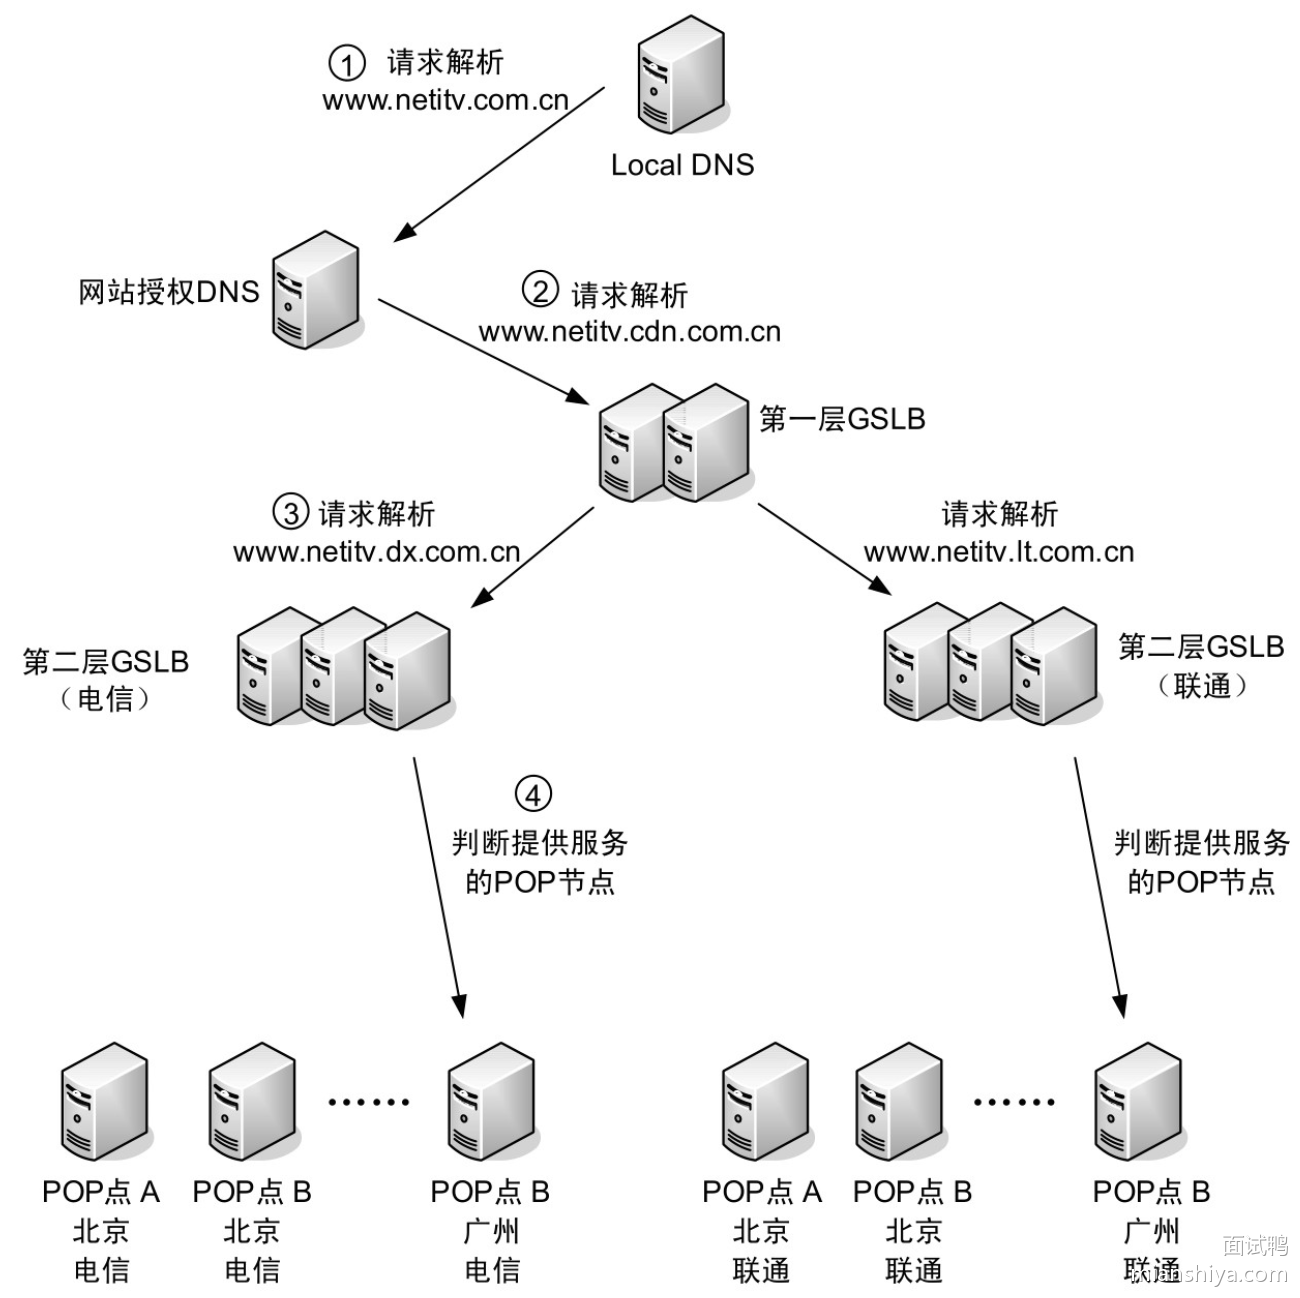 ① 请求解析
www.netitv.com.cn
Local DNS
网站授权DNS
② 请求解析
www.netitv.cdn.com.cn
第一层GSLB
③ 请求解析
www.netitv.dx.com.cn
请求解析
www.netitv.lt.com.cn
第二层GSLB
（电信）
第二层GSLB
（联通）
④
判断提供服务
的POP节点
判断提供服务
的POP节点
······
······
POP点 A
北京
电信
POP点 B
北京
电信
POP点 B
广州
电信
POP点 A
北京
联通
POP点 B
北京
联通
POP点 B
广州
联通
面试鸭
mianshiya.com